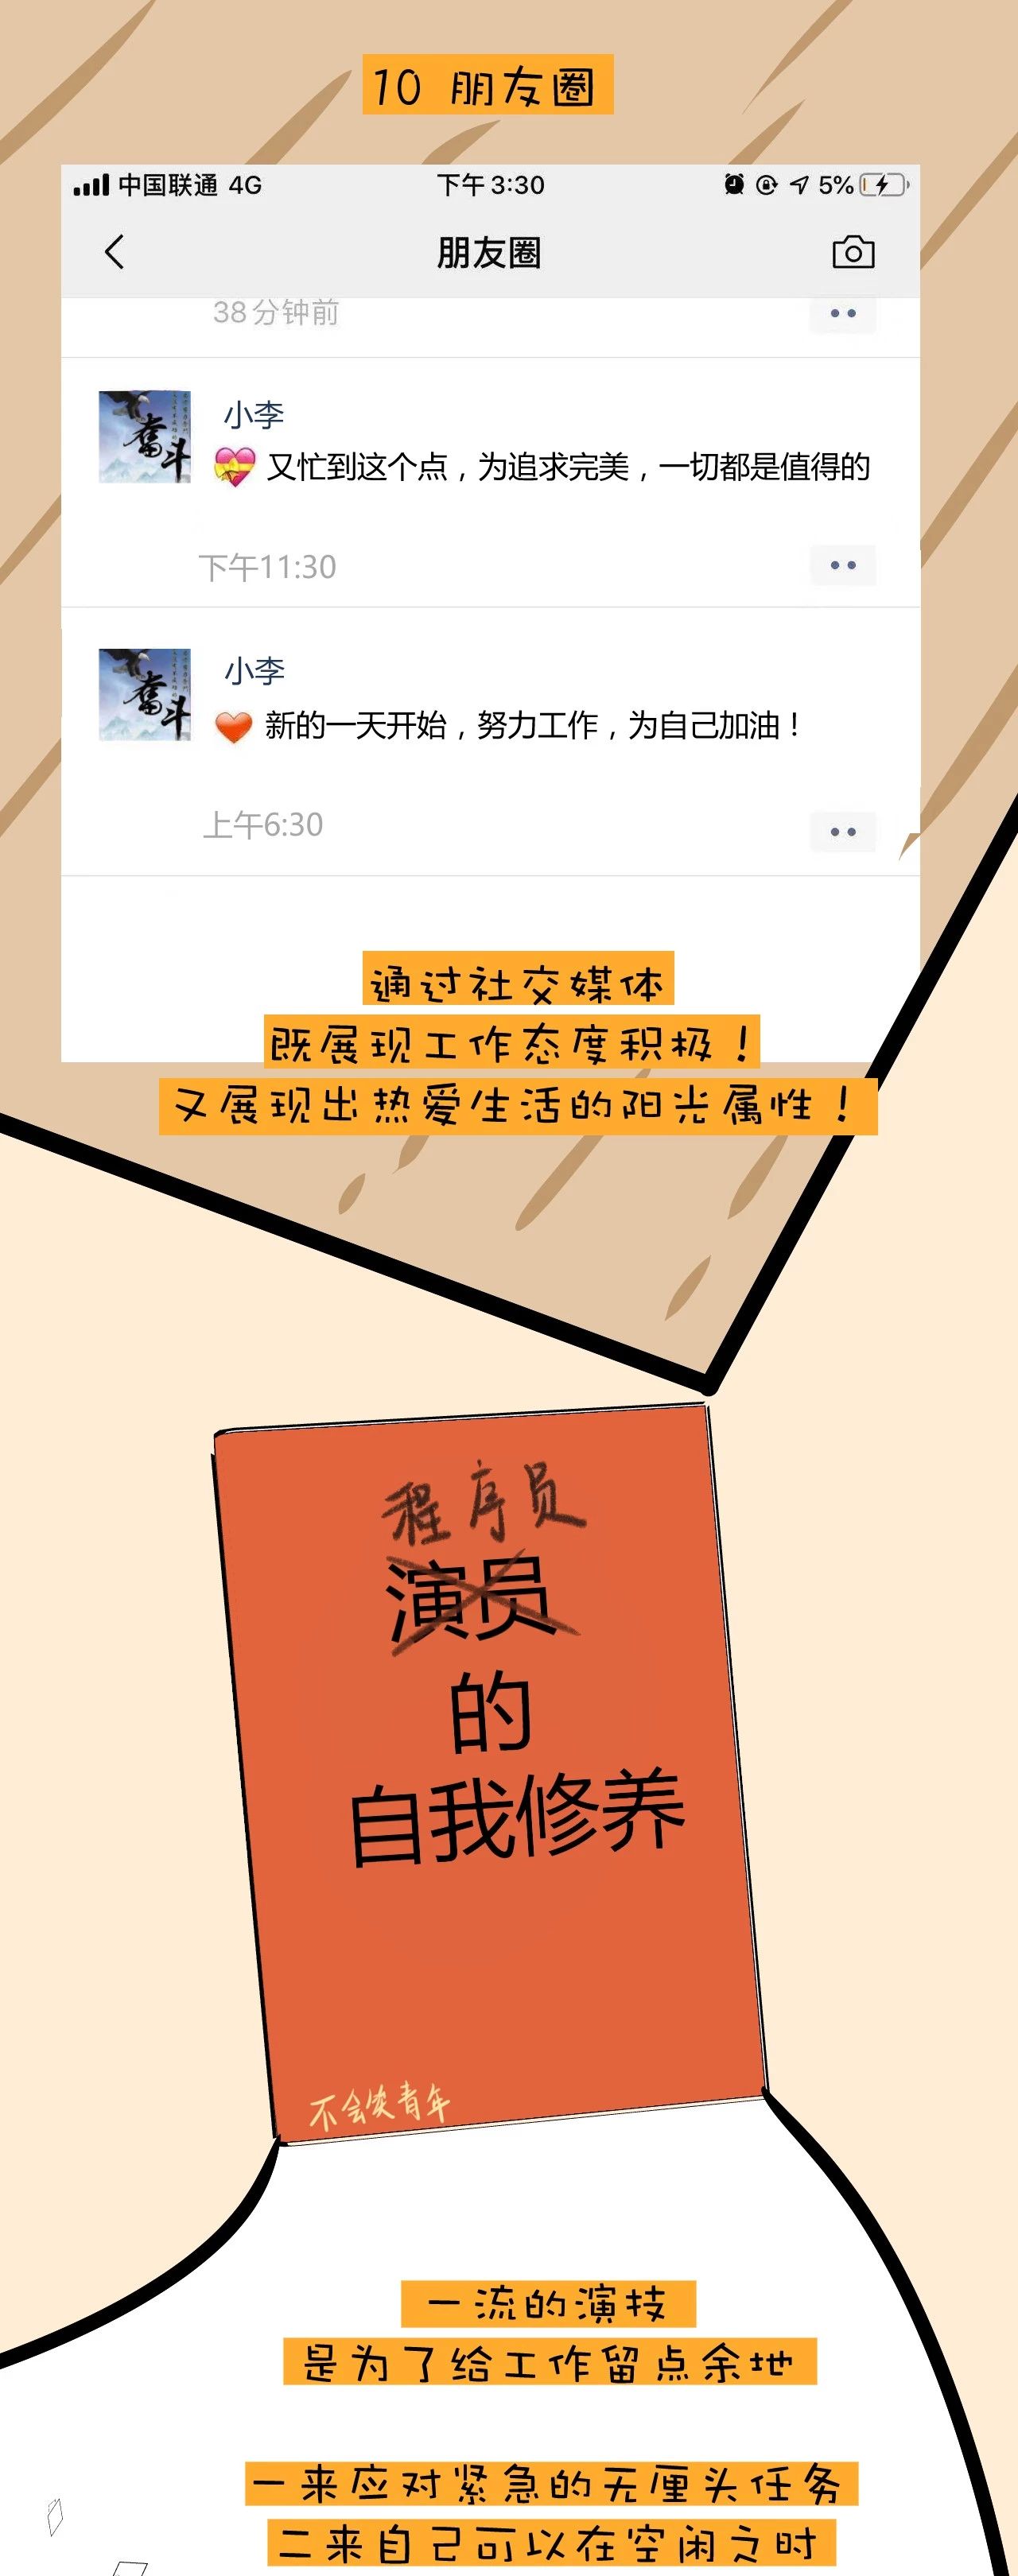 10 朋友圈
中国联通 4G 下午3:30 5%
朋友圈
38分钟前
小李
💝 又忙到这个点，为追求完美，一切都是值得的
奋斗
下午11:30
小李
❤ 新的一天开始，努力工作，为自己加油！
奋斗
上午6:30
通过社交媒体
既展现工作态度积极！
又展现出热爱生活的阳光属性！
程序员
演员
的
自我修养
不会笑青年
一流的演技
是为了给工作留点余地
一来应对紧急的无厘头任务
二来自己可以在空闲之时